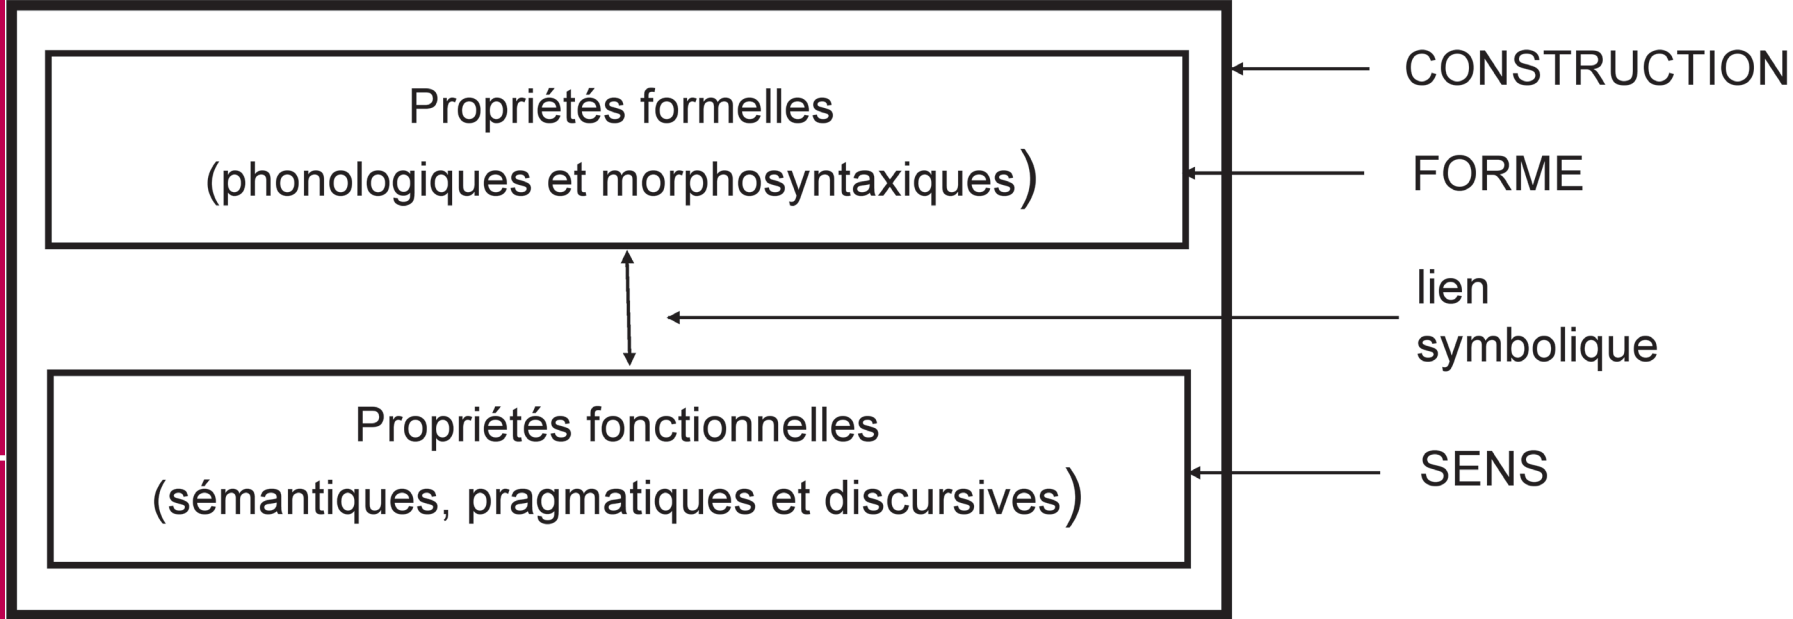 CONSTRUCTION
Propriétés formelles
(phonologiques et morphosyntaxiques)
FORME
lien
symbolique
Propriétés fonctionnelles
(sémantiques, pragmatiques et discursives)
SENS